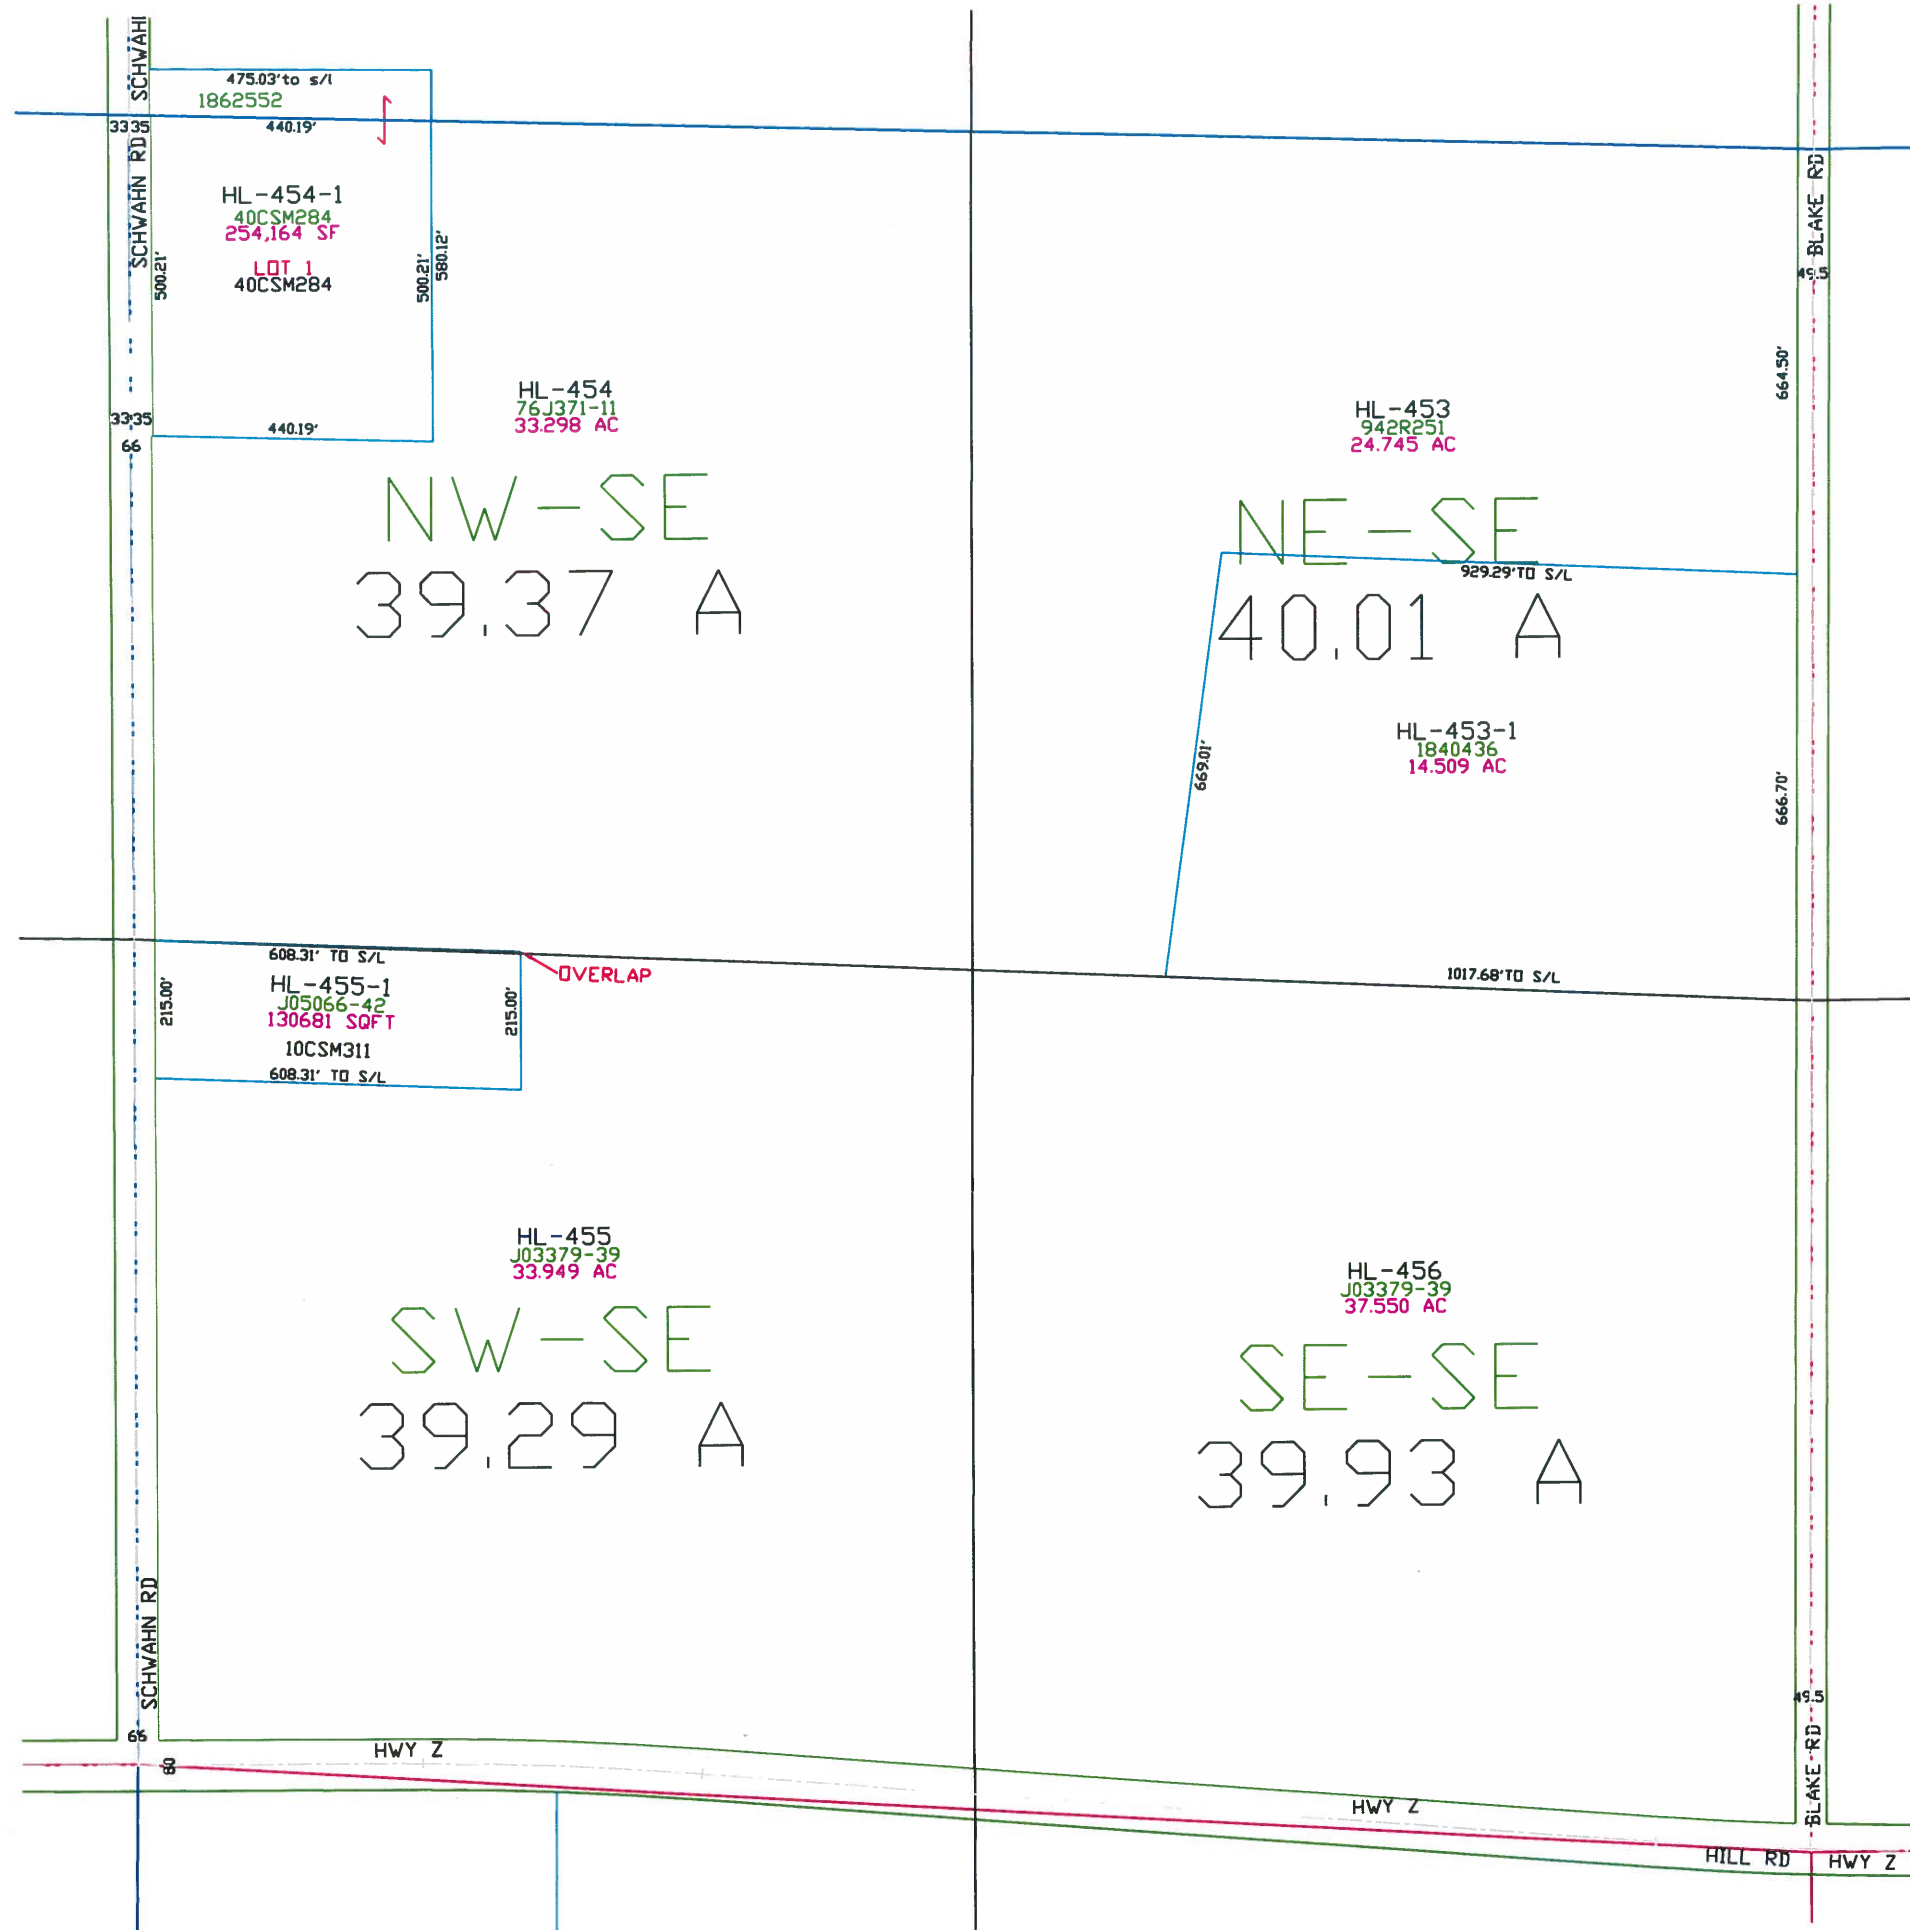 SCHWAH
475.03'to s/l
1862552
3335
440.19'
SCHWAHN RD
HL-454-1
40CSM284
254,164 SF
LOT 1
40CSM284
500.21'
500.21'
580.12'
3335
440.19'
66
HL-454
76J371-11
33.298 AC
NW-SE
39.37 A
BLAKE RD
49.5
664.50'
HL-453
942R251
24.745 AC
NE-SE
929.29'TO S/L
40.01 A
HL-453-1
1840436
14.509 AC
669.01'
666.70'
608.31' TO S/L
OVERLAP
1017.68'TO S/L
HL-455-1
J05066-42
130681 SQFT
10CSM311
215.00'
215.00'
608.31' TO S/L
HL-455
J03379-39
33.949 AC
SW-SE
39.29 A
HL-456
J03379-39
37.550 AC
SE-SE
39.93 A
SCHWAHN RD
66
80
HWY Z
49.5
BLAKE RD
HWY Z
HILL RD
HWY Z